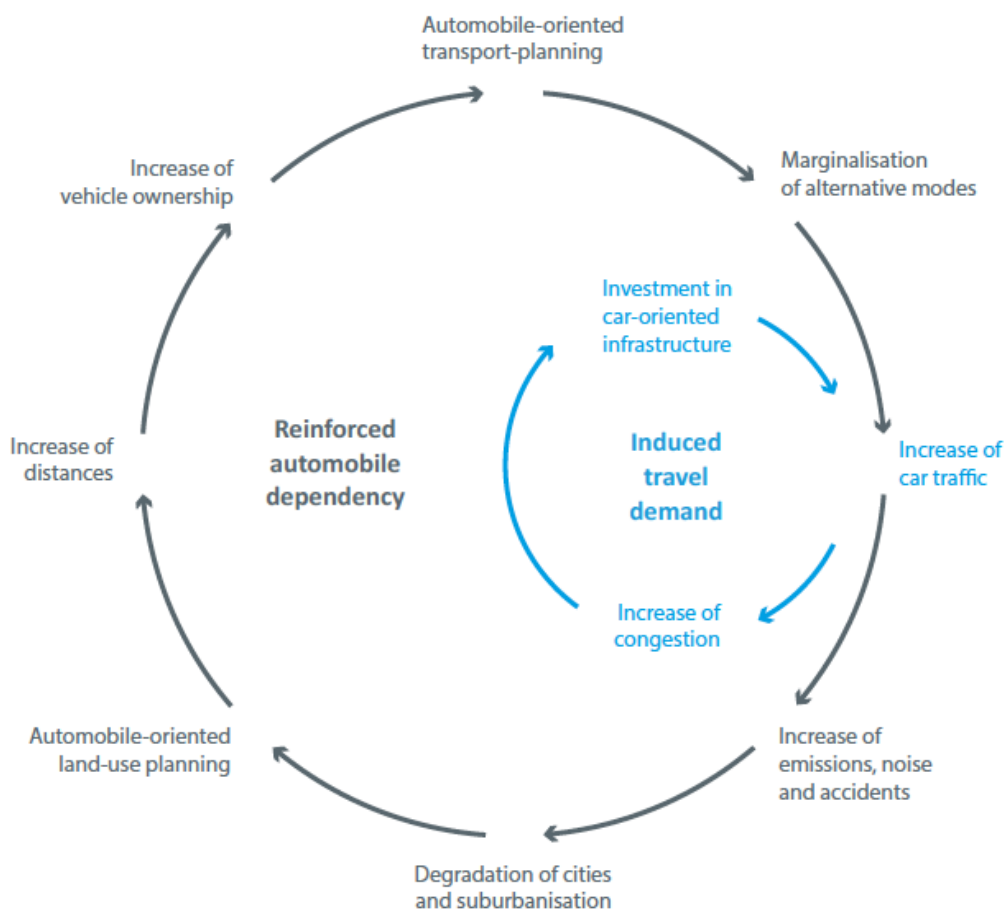 Automobile-oriented
transport-planning
Marginalisation
of alternative modes
Increase of
vehicle ownership
Investment in
car-oriented
infrastructure
Reinforced
automobile
dependency
Induced
travel
demand
Increase of
distances
Increase of
car traffic
Increase of
congestion
Automobile-oriented
land-use planning
Increase of
emissions, noise
and accidents
Degradation of cities
and suburbanisation